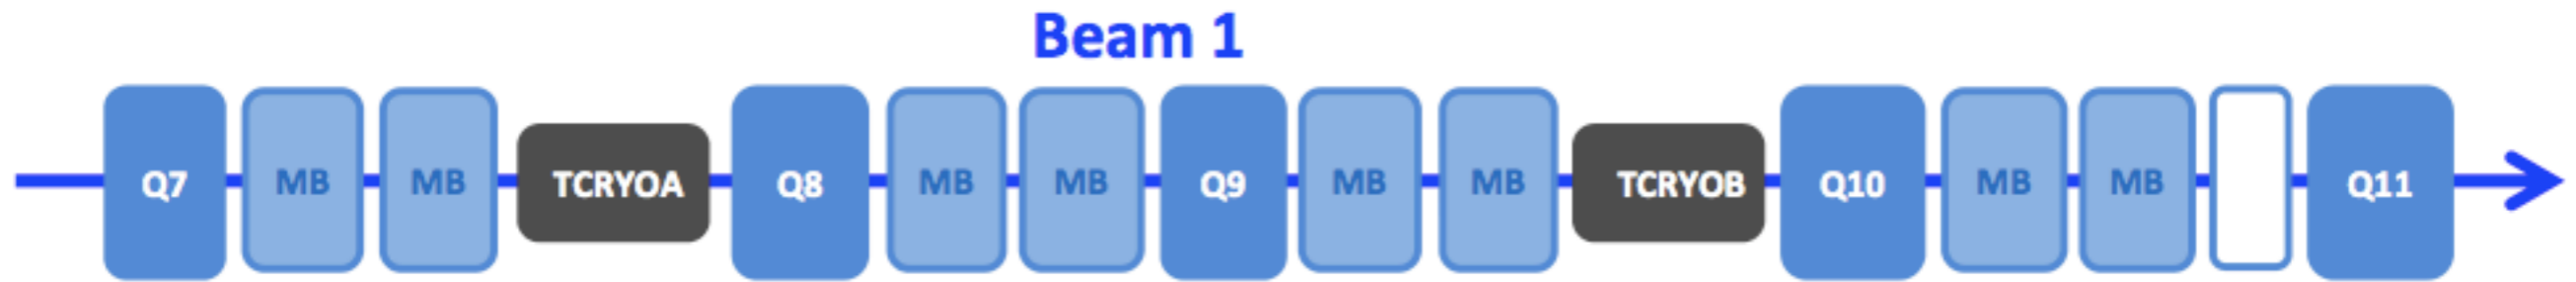 Beam 1
Q7 MB MB TCRYOA Q8 MB MB Q9 MB MB TCRYOB Q10 MB MB Q11